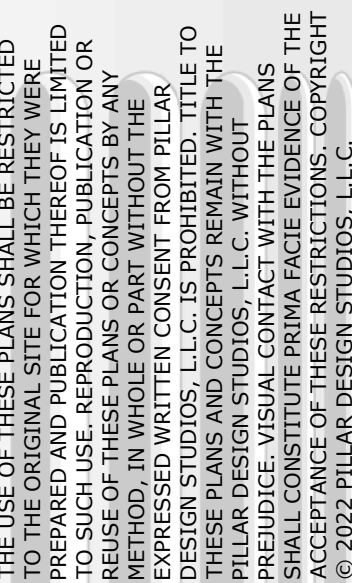 THE USE OF THESE PLANS SHALL BE RESTRICTED
TO THE ORIGINAL SITE FOR WHICH THEY WERE
PREPARED AND PUBLICATION THEREOF IS LIMITED
TO SUCH USE. REPRODUCTION, PUBLICATION OR
REUSE OF THESE PLANS OR CONCEPTS BY ANY
METHOD, IN WHOLE OR PART WITHOUT THE
EXPRESSED WRITTEN CONSENT FROM PILLAR
DESIGN STUDIOS, L.L.C. IS PROHIBITED. TITLE TO
THESE PLANS AND CONCEPTS REMAIN WITH THE
PILLAR DESIGN STUDIOS, L.L.C. WITHOUT
PREJUDICE. VISUAL CONTACT WITH THE PLANS
SHALL CONSTITUTE PRIMA FACIE EVIDENCE OF THE
ACCEPTANCE OF THESE RESTRICTIONS. COPYRIGHT
© 2022 PILLAR DESIGN STUDIOS, L.L.C.